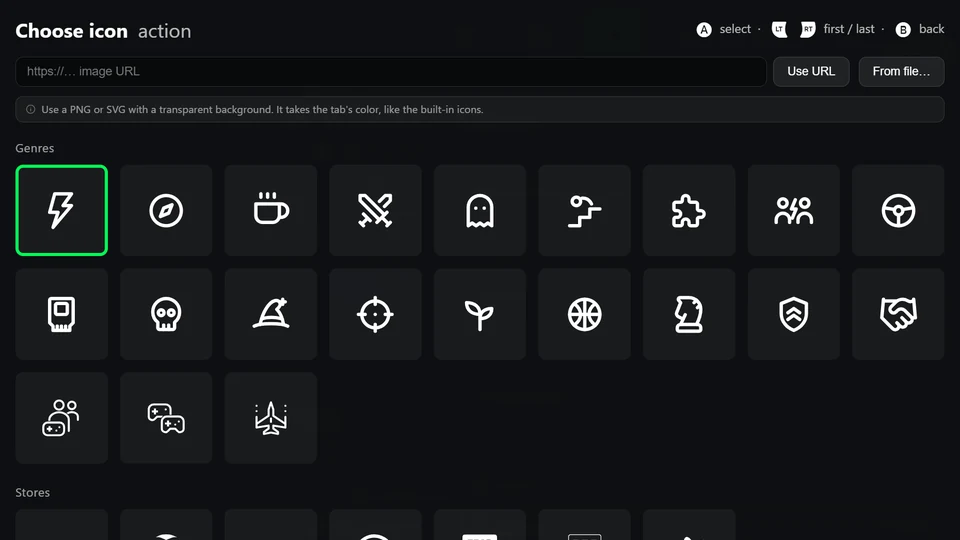 Choose icon action
A select · LT RT first / last · B back
https://... image URL
Use URL
From file...
Use a PNG or SVG with a transparent background. It takes the tab's color, like the built-in icons.
Genres
Stores